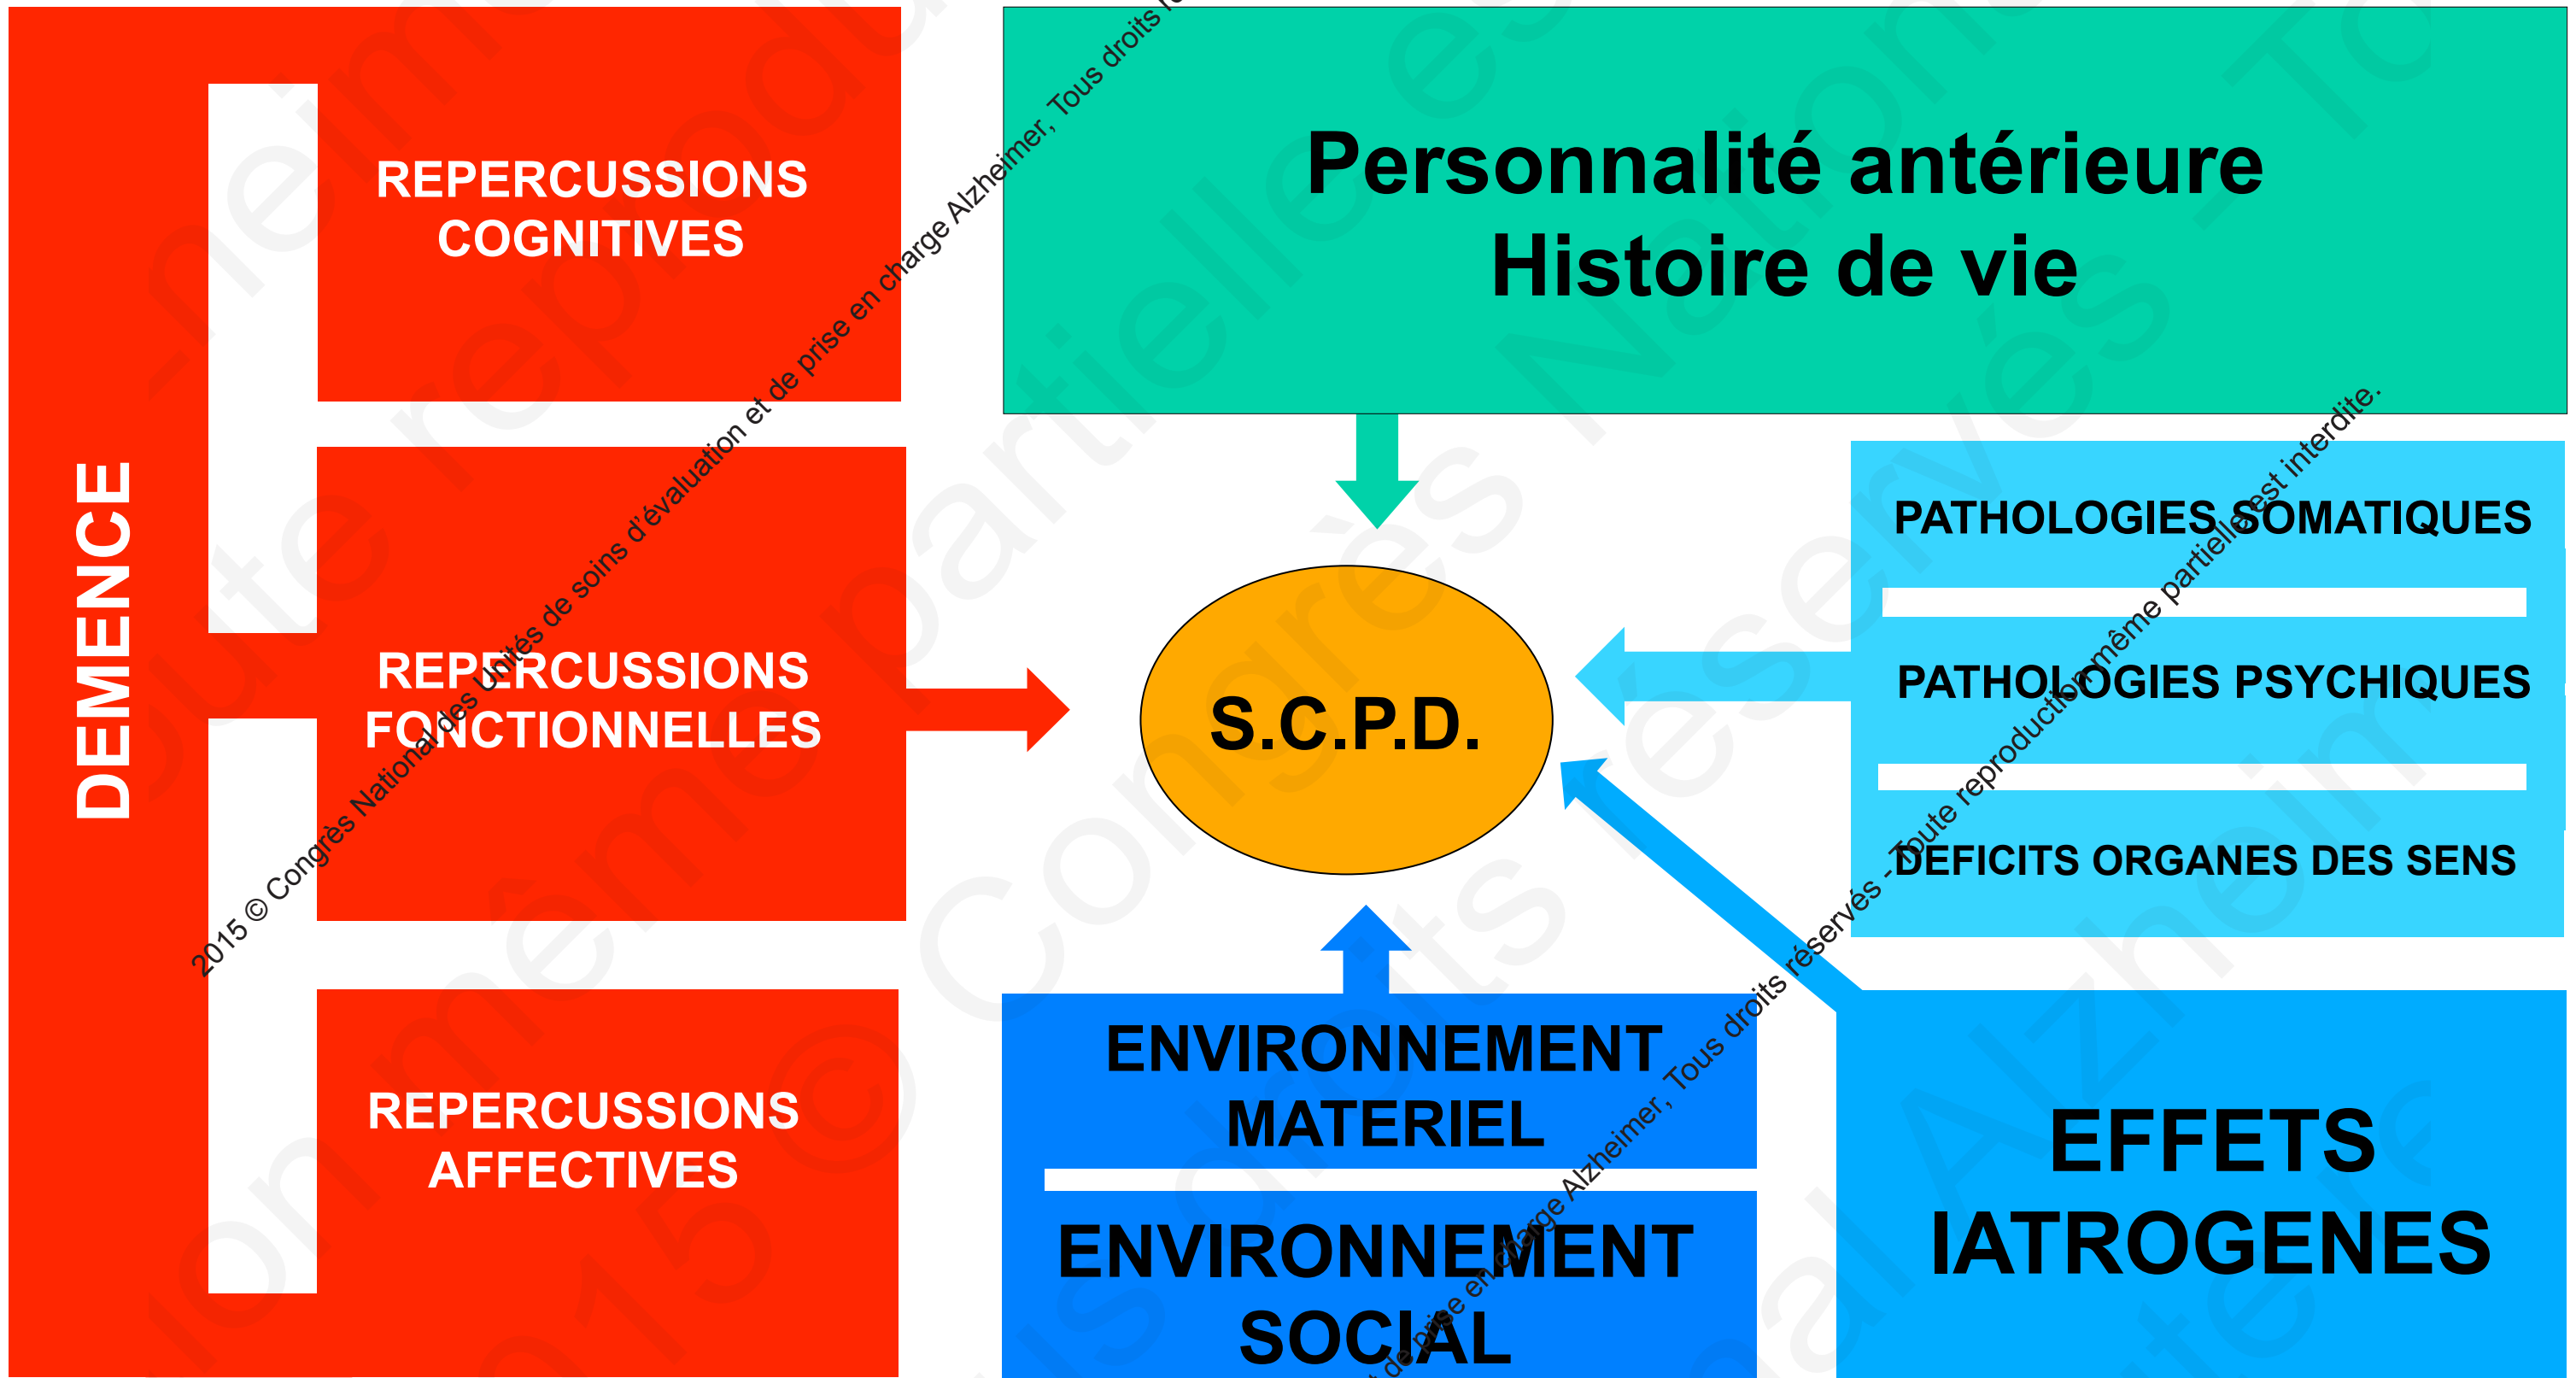 DEMENCE
REPERCUSSIONS
COGNITIVES
REPERCUSSIONS
FONCTIONNELLES
REPERCUSSIONS
AFFECTIVES
Personnalité antérieure
Histoire de vie
S.C.P.D.
PATHOLOGIES SOMATIQUES
PATHOLOGIES PSYCHIQUES
DEFICITS ORGANES DES SENS
ENVIRONNEMENT
MATERIEL
ENVIRONNEMENT
SOCIAL
EFFETS
IATROGENES
2015 © Congrès National des Unités de soins d'évaluation et de prise en charge Alzheimer, Tous droits
de prise en charge Alzheimer, Tous droits réservés - Toute reproduction même partielle est interdite.